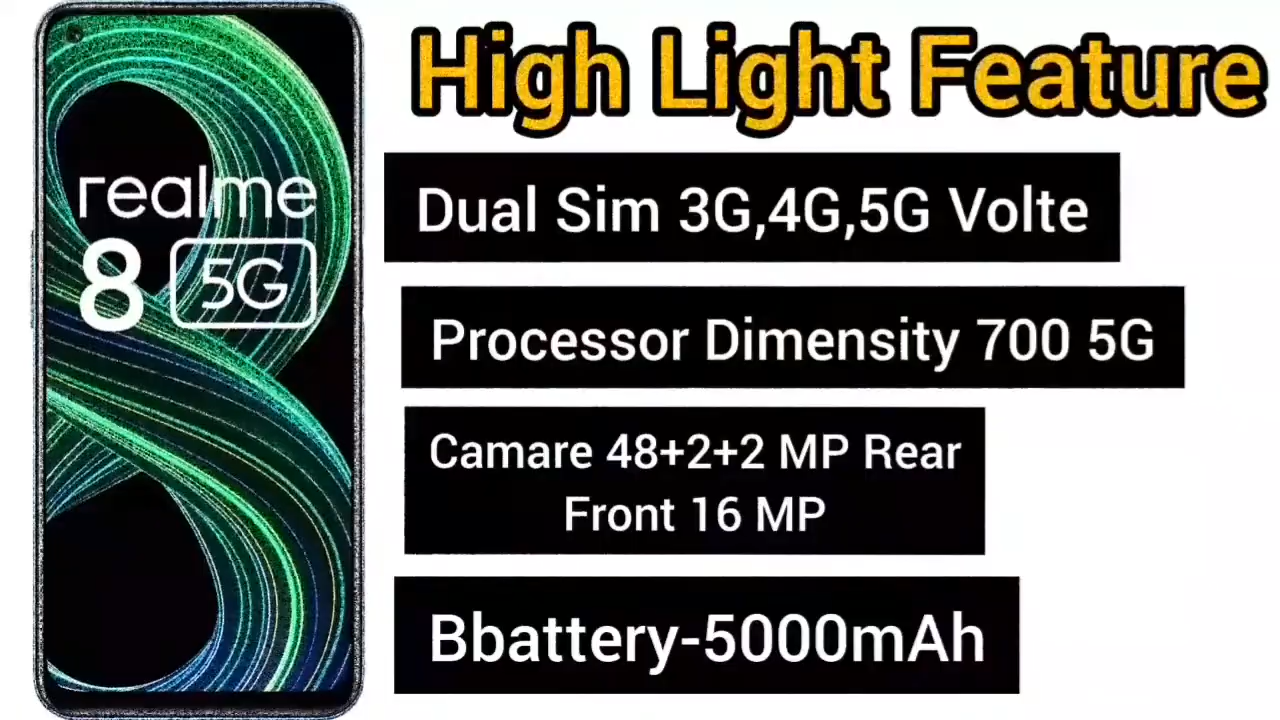 realme
8 5G
High Light Feature
Dual Sim 3G,4G,5G Volte
Processor Dimensity 700 5G
Camare 48+2+2 MP Rear
Front 16 MP
Bbattery-5000mAh